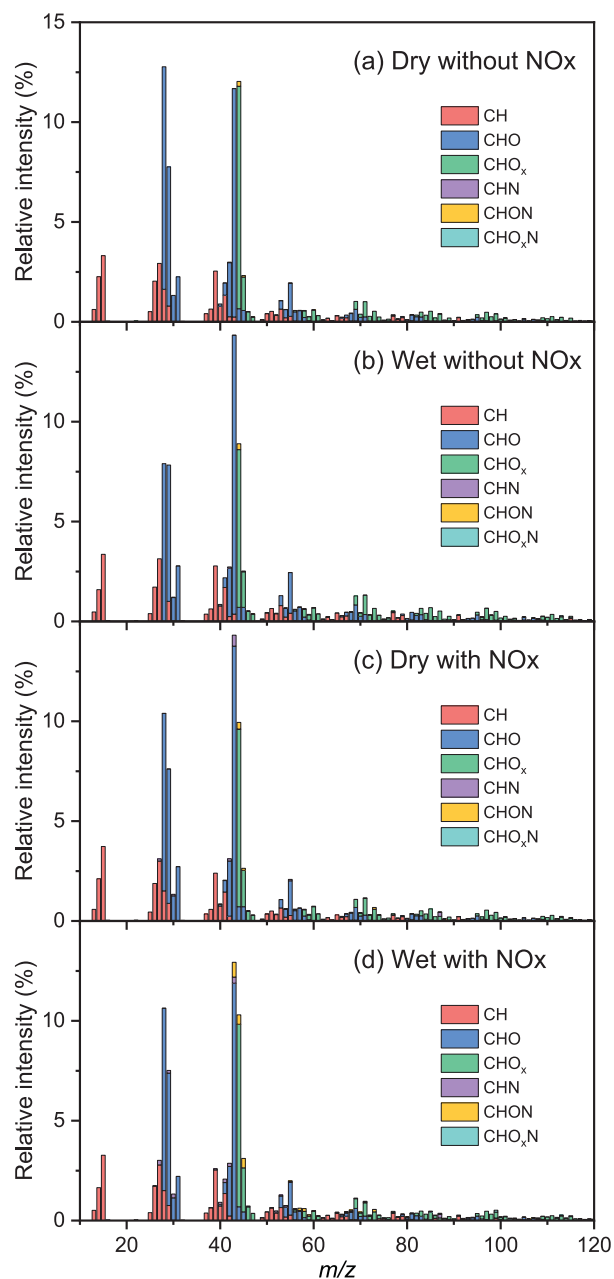 15
(a) Dry without NOx
10
5
0
Relative intensity (%)
CH
CHO
CHOₓ
CHN
CHON
CHOₓN
(b) Wet without NOx
10
5
0
Relative intensity (%)
CH
CHO
CHOₓ
CHN
CHON
CHOₓN
(c) Dry with NOx
10
5
0
Relative intensity (%)
CH
CHO
CHOₓ
CHN
CHON
CHOₓN
(d) Wet with NOx
10
5
0
Relative intensity (%)
CH
CHO
CHOₓ
CHN
CHON
CHOₓN
20 40 60 80 100 120
m/z